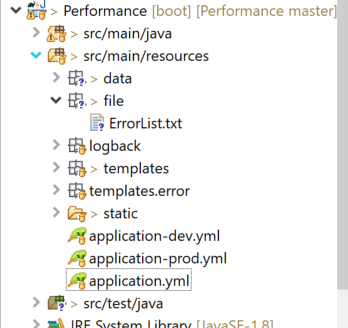 Performance [boot] [Performance master]
> src/main/java
> src/main/resources
> data
> file
ErrorList.txt
logback
> templates
templates.error
> static
application-dev.yml
application-prod.yml
application.yml
> src/test/java
JRE System Library [JavaSE-1.8]